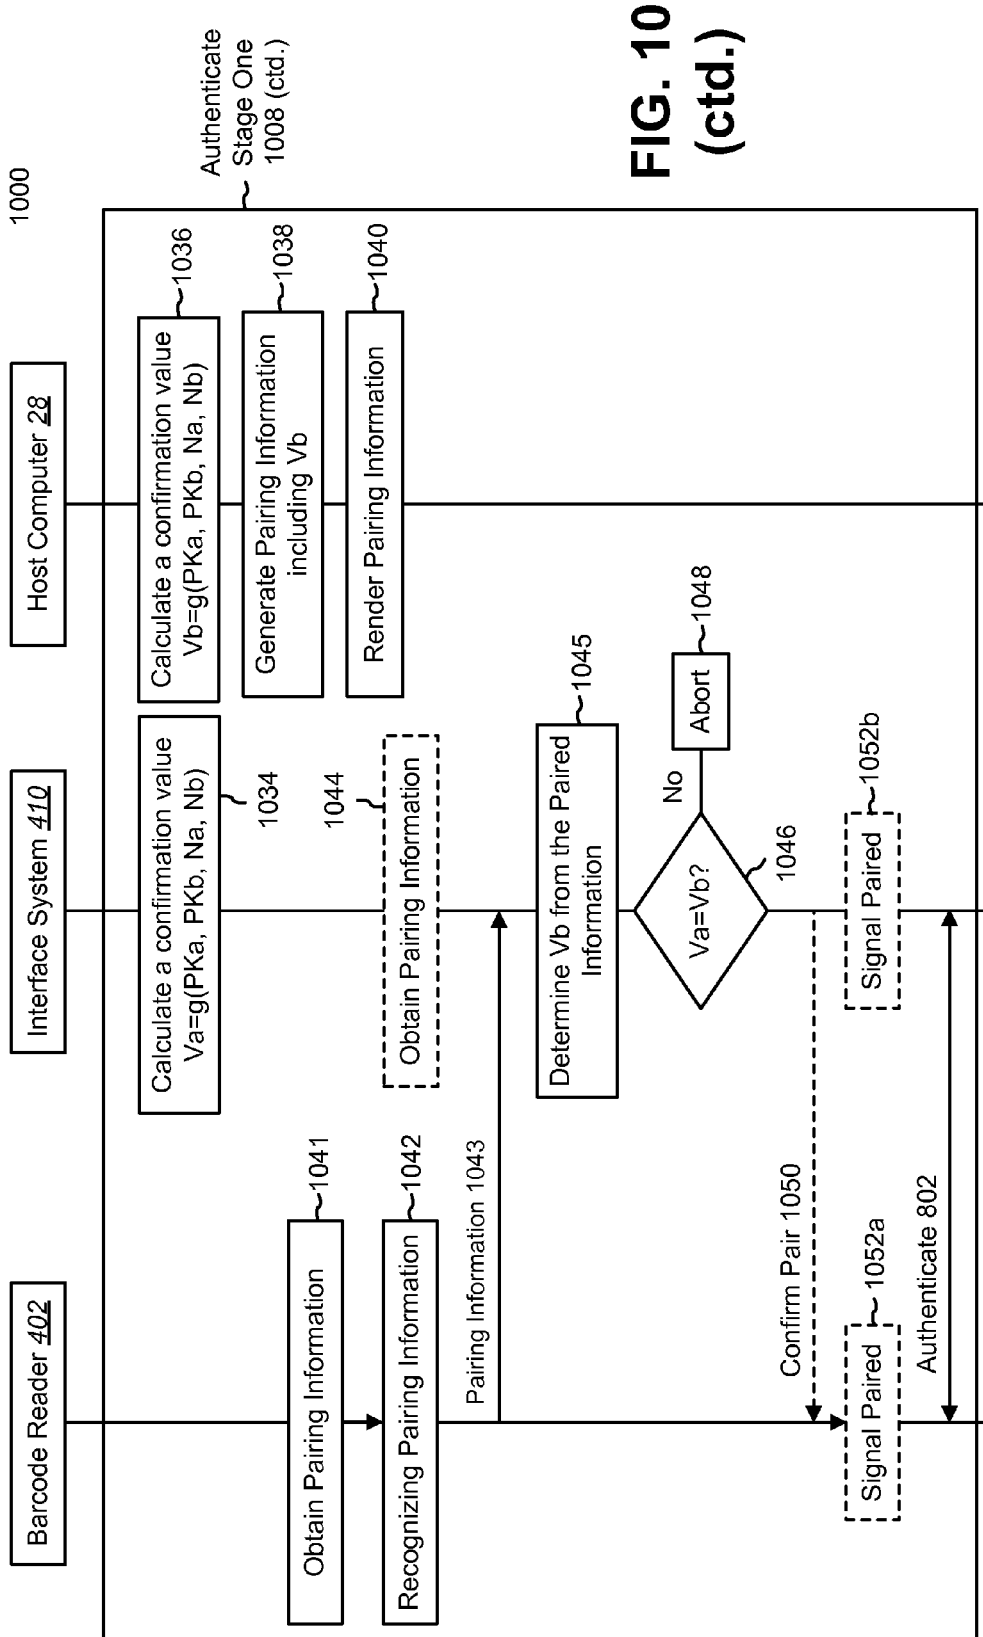 1000
Barcode Reader 402
Interface System 410
Host Computer 28
Authenticate
Stage One
1008 (ctd.)
Calculate a confirmation value
Va=g(PKa, PKb, Na, Nb)
1034
Calculate a confirmation value
Vb=g(PKa, PKb, Na, Nb)
1036
Generate Pairing Information
including Vb
1038
Render Pairing Information
1040
Obtain Pairing Information
1041
Recognizing Pairing Information
1042
Obtain Pairing Information
1044
Pairing Information 1043
Determine Vb from the Paired
Information
1045
Va=Vb?
1046
No
Abort
1048
Confirm Pair 1050
Signal Paired
1052a
Signal Paired
1052b
Authenticate 802
FIG. 10
(ctd.)